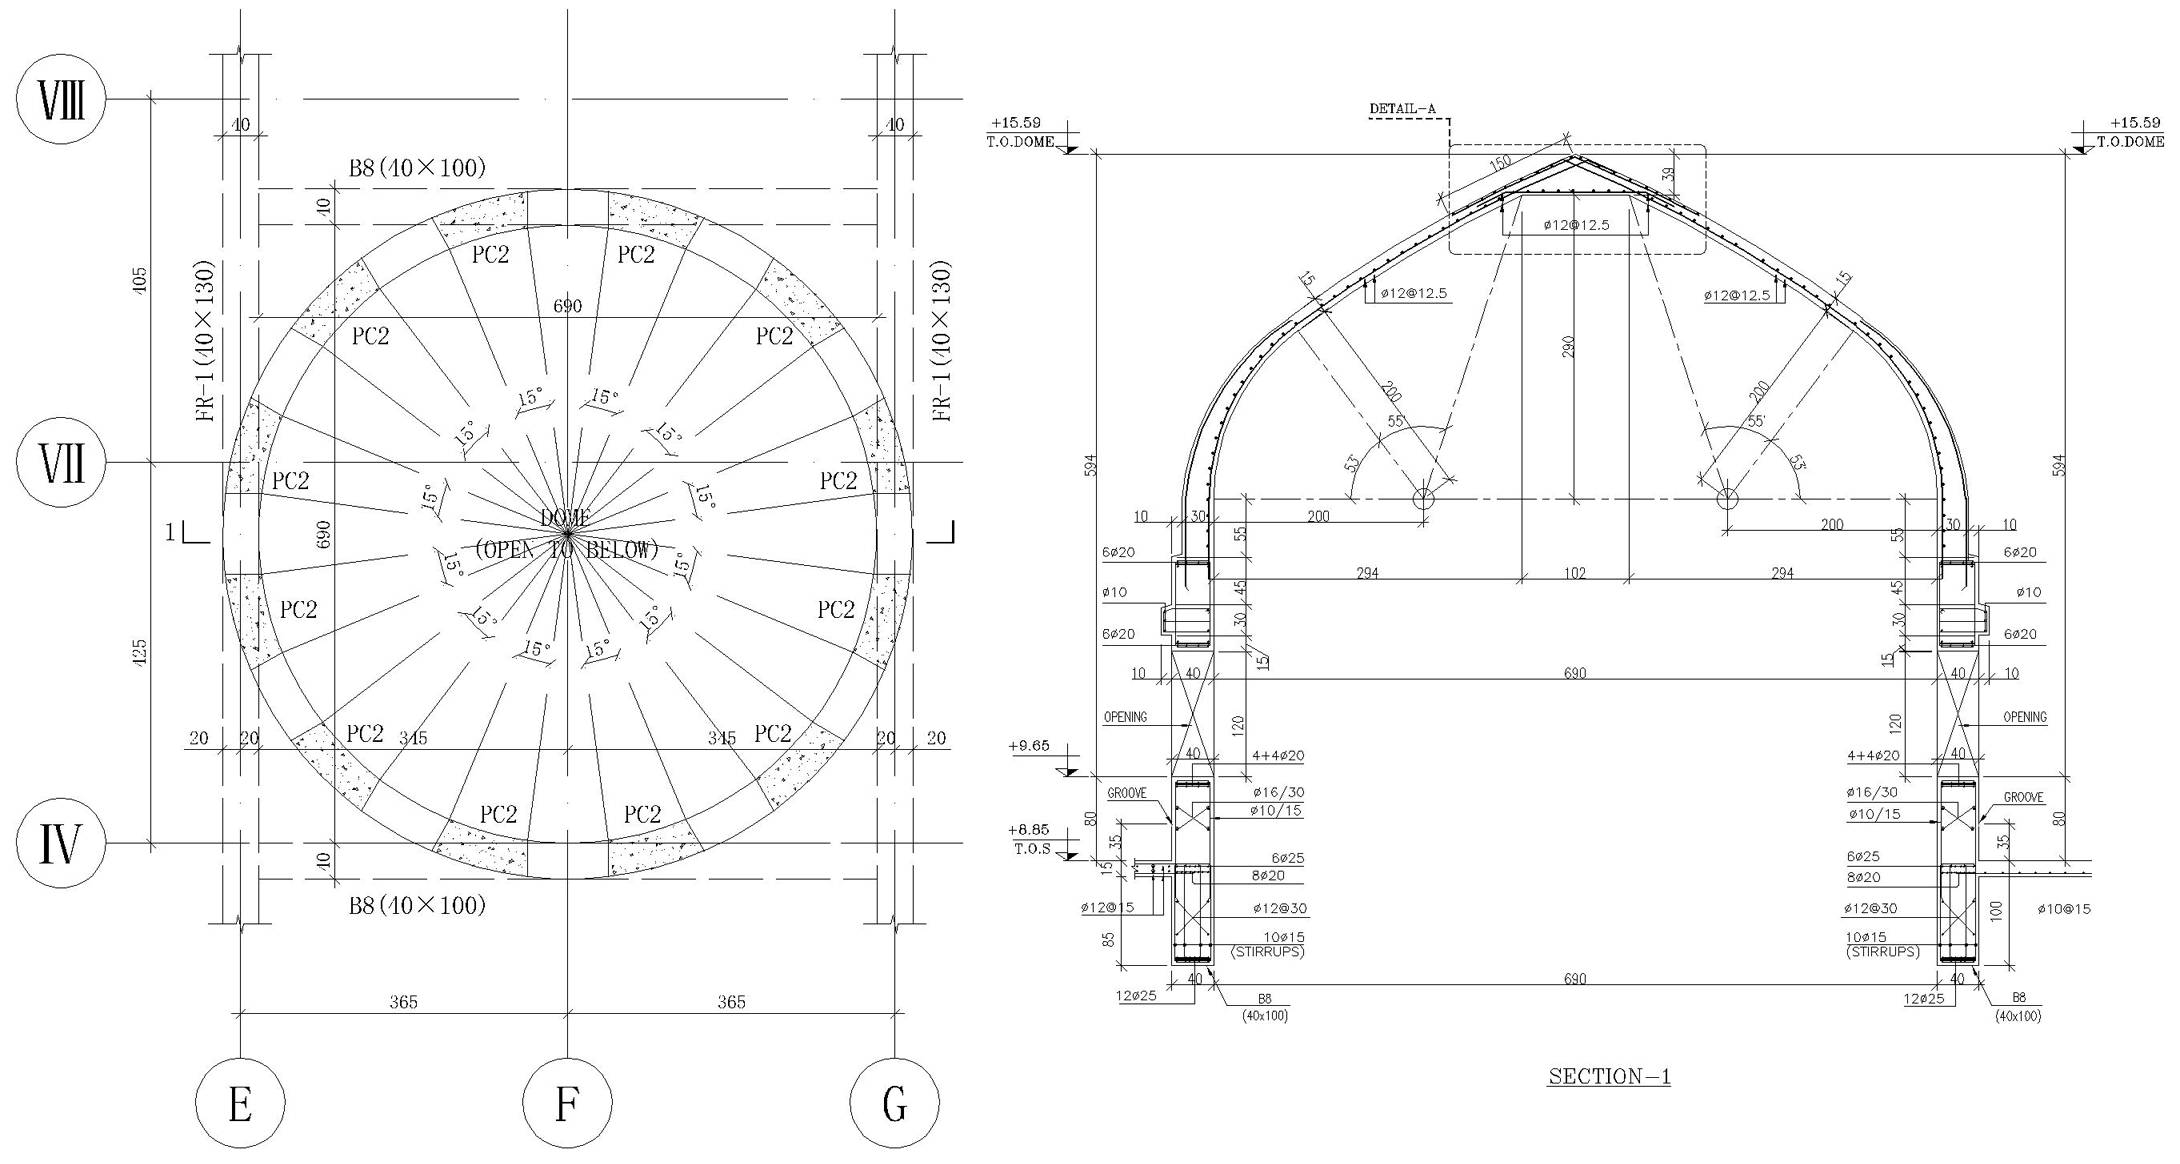 Ⅷ
40
40
B8(40×100)
40
FR-1(40×130)
FR-1(40×130)
405
PC2
PC2
690
PC2
PC2
15°
15°
15°
15°
Ⅶ
PC2
PC2
15°
15°
690
1
DOME
(OPEN TO BELOW)
15°
15°
PC2
PC2
15°
15°
15°
15°
425
PC2
PC2
20
20
345
345
20
20
PC2
PC2
Ⅳ
40
B8(40×100)
365
365
E
F
G
DETAIL-A
+15.59
T.O.DOME
+15.59
T.O.DOME
150
39
ø12@12.5
15
15
ø12@12.5
ø12@12.5
290
200
200
55'
55'
53'
53'
594
594
10
30
200
200
30
10
55
55
6ø20
6ø20
294
102
294
45
45
ø10
ø10
30
30
6ø20
6ø20
15
15
10
40
690
40
10
OPENING
OPENING
120
120
+9.65
40
40
4+4ø20
4+4ø20
GROOVE
ø16/30
ø16/30
GROOVE
ø10/15
ø10/15
80
80
+8.85
T.O.S
35
35
15
6ø25
6ø25
8ø20
8ø20
ø12@15
ø12@30
ø12@30
100
ø10@15
85
10ø15
(STIRRUPS)
10ø15
(STIRRUPS)
40
690
40
12ø25
12ø25
B8
(40x100)
B8
(40x100)
SECTION-1